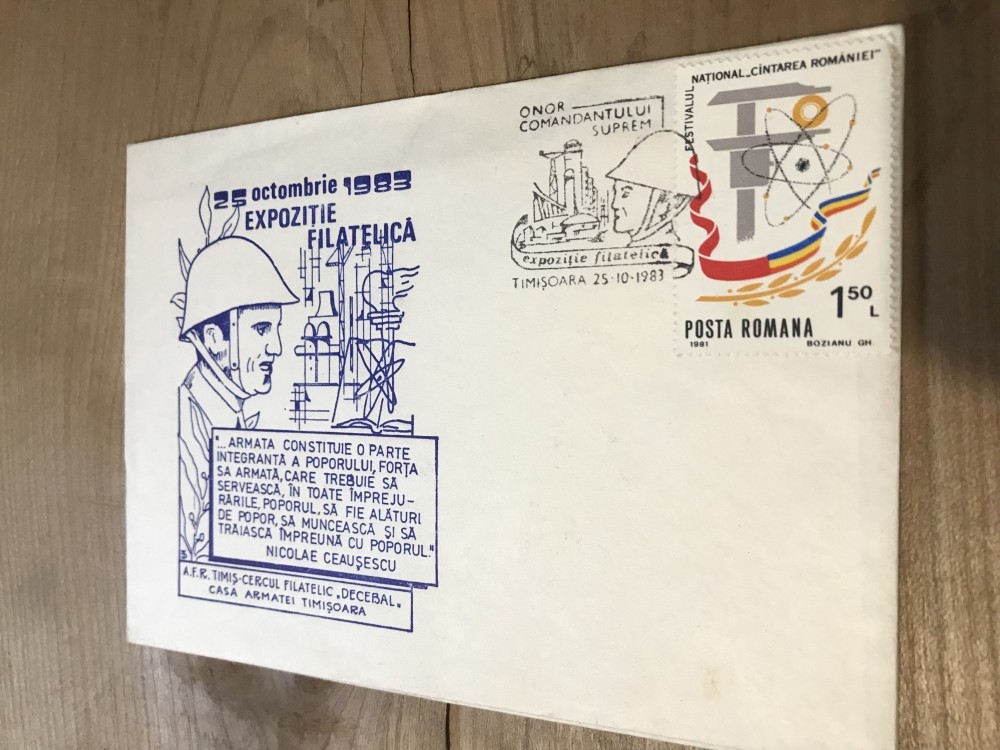 25 octombrie 1983
EXPOZIȚIE
FILATELICĂ
"...ARMATA CONSTITUIE O PARTE
INTEGRANTĂ A POPORULUI, FORȚA
SA ARMATĂ, CARE TREBUIE SĂ
SERVEASCĂ, ÎN TOATE ÎMPREJU-
RĂRILE, POPORUL, SĂ FIE ALĂTURI
DE POPOR, SĂ MUNCEASCĂ ȘI SĂ
TRĂIASCĂ ÎMPREUNĂ CU POPORUL."
NICOLAE CEAUȘESCU
A.F.R. TIMIȘ-CERCUL FILATELIC „DECEBAL„
CASA ARMATEI TIMIȘOARA
ONOR
COMANDANTULUI
SUPREM
expoziție filatelică
TIMIȘOARA 25·10·1983
FESTIVALUL
NAȚIONAL „CÎNTAREA ROMÂNIEI"
1 50 L
POSTA ROMANA
1981 BOZIANU GH